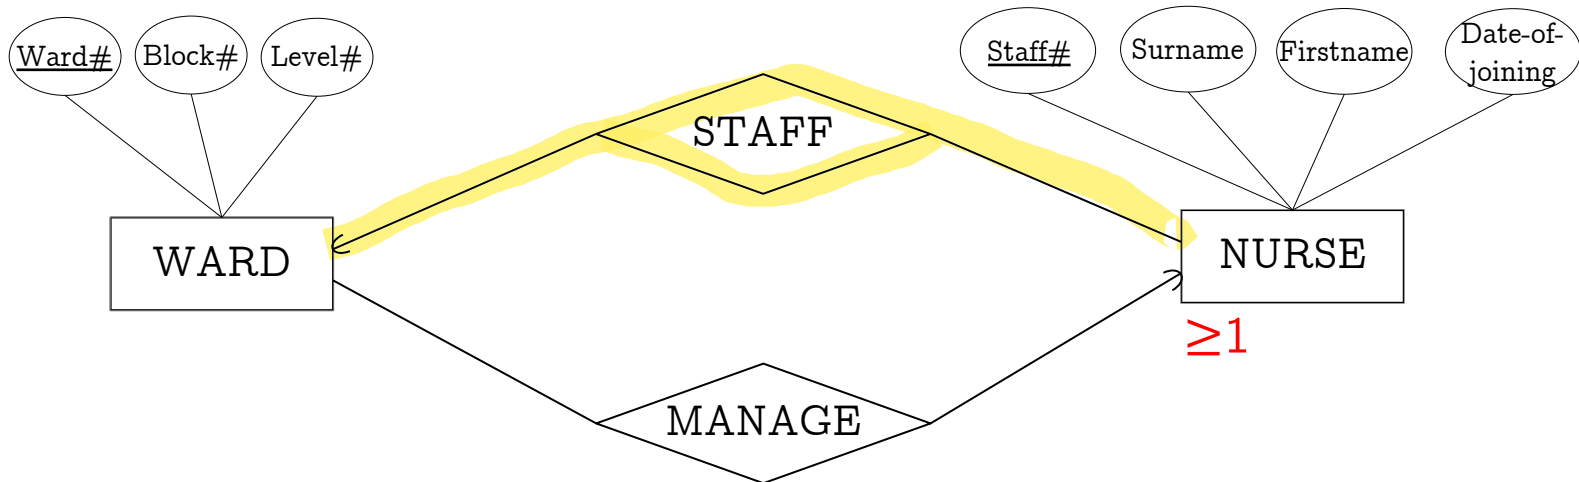 Ward#
Block#
Level#
Staff#
Surname
Firstname
Date-of-
joining
STAFF
WARD
NURSE
≥1
MANAGE